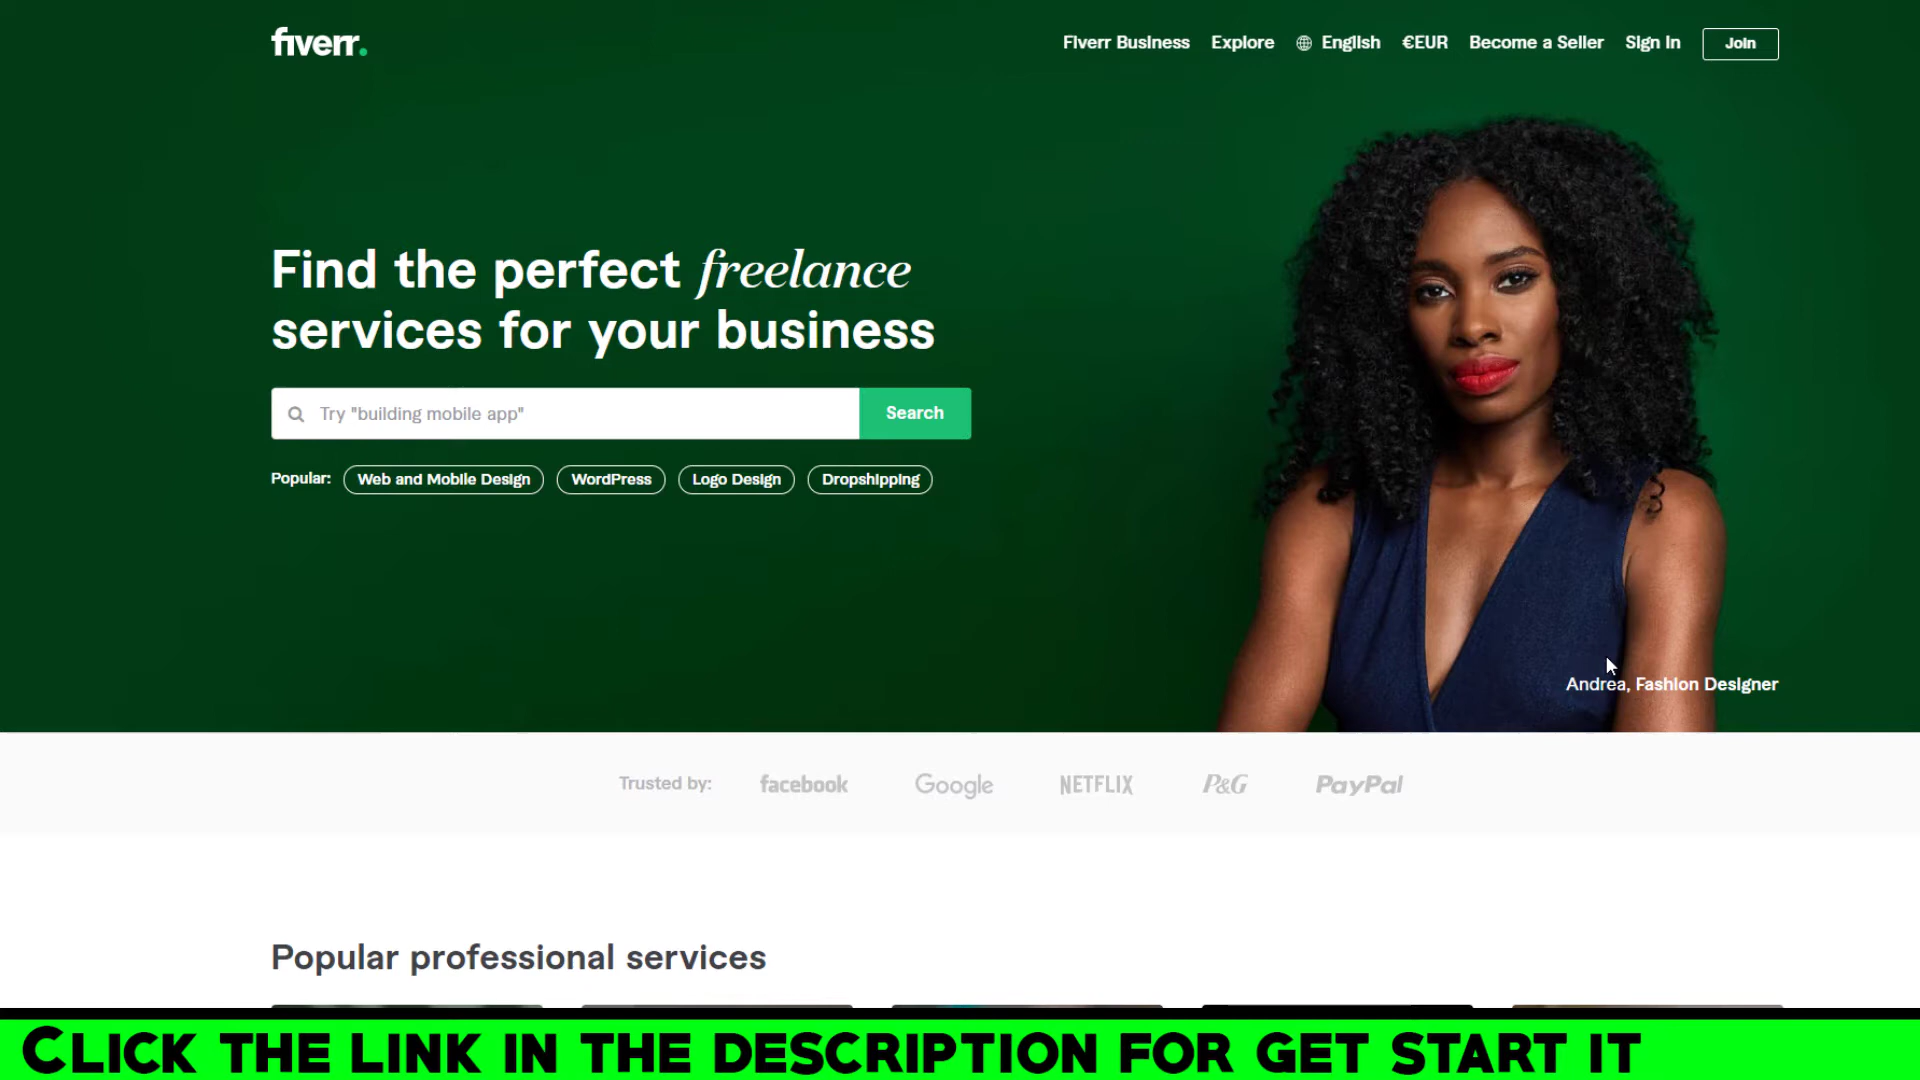 fiverr.
Fiverr Business Explore English €EUR Become a Seller Sign In Join
Find the perfect freelance
services for your business
Try "building mobile app" Search
Popular: Web and Mobile Design WordPress Logo Design Dropshipping
Andrea, Fashion Designer
Trusted by: facebook Google NETFLIX P&G PayPal
Popular professional services
CLICK THE LINK IN THE DESCRIPTION FOR GET START IT